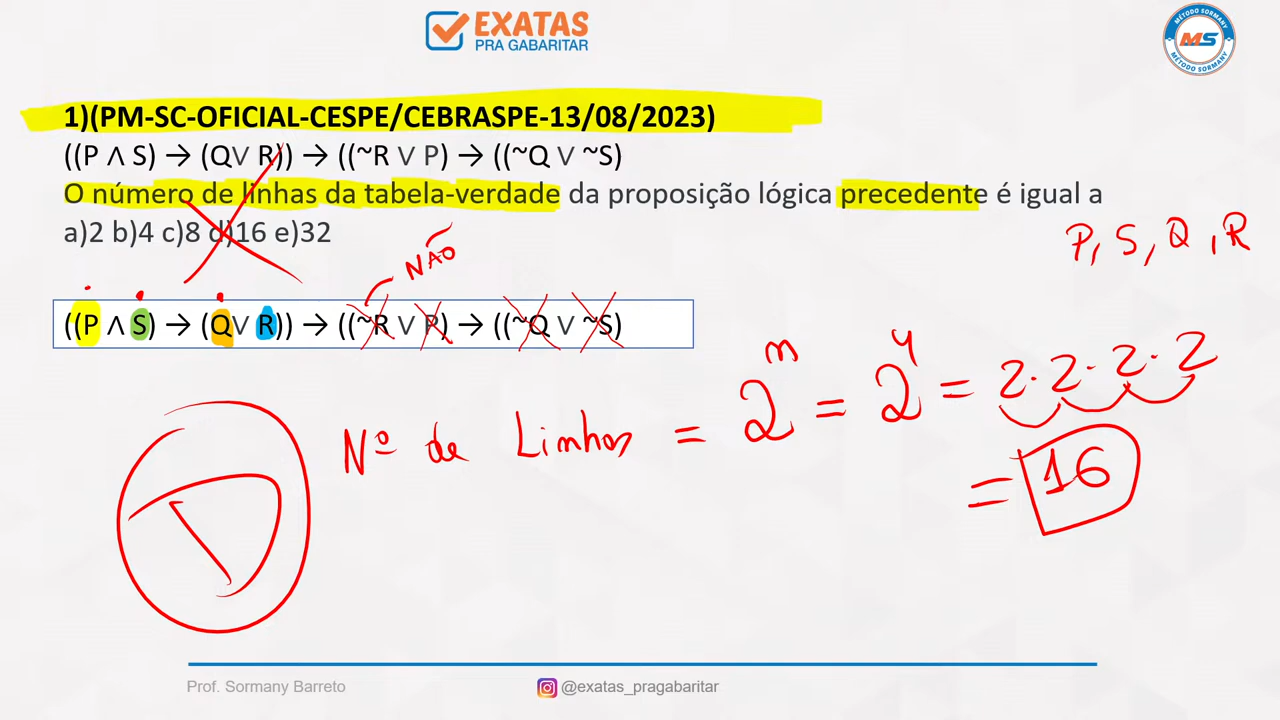 EXATAS
PRA GABARITAR
MÉTODO SORMANY
MS
MÉTODO SORMANY
1)(PM-SC-OFICIAL-CESPE/CEBRASPE-13/08/2023)
((P ∧ S) → (Q∨ R)) → ((~R ∨ P) → ((~Q ∨ ~S)
O número de linhas da tabela-verdade da proposição lógica precedente é igual a
a)2 b)4 c)8 d)16 e)32
P, S, Q, R
NÃO
((P ∧ S) → (Q∨ R)) → ((~R ∨ P) → ((~Q ∨ ~S)
Nº de Linhas = 2^n = 2^4 = 2·2·2·2
= 16
D
Prof. Sormany Barreto
@exatas_pragabaritar